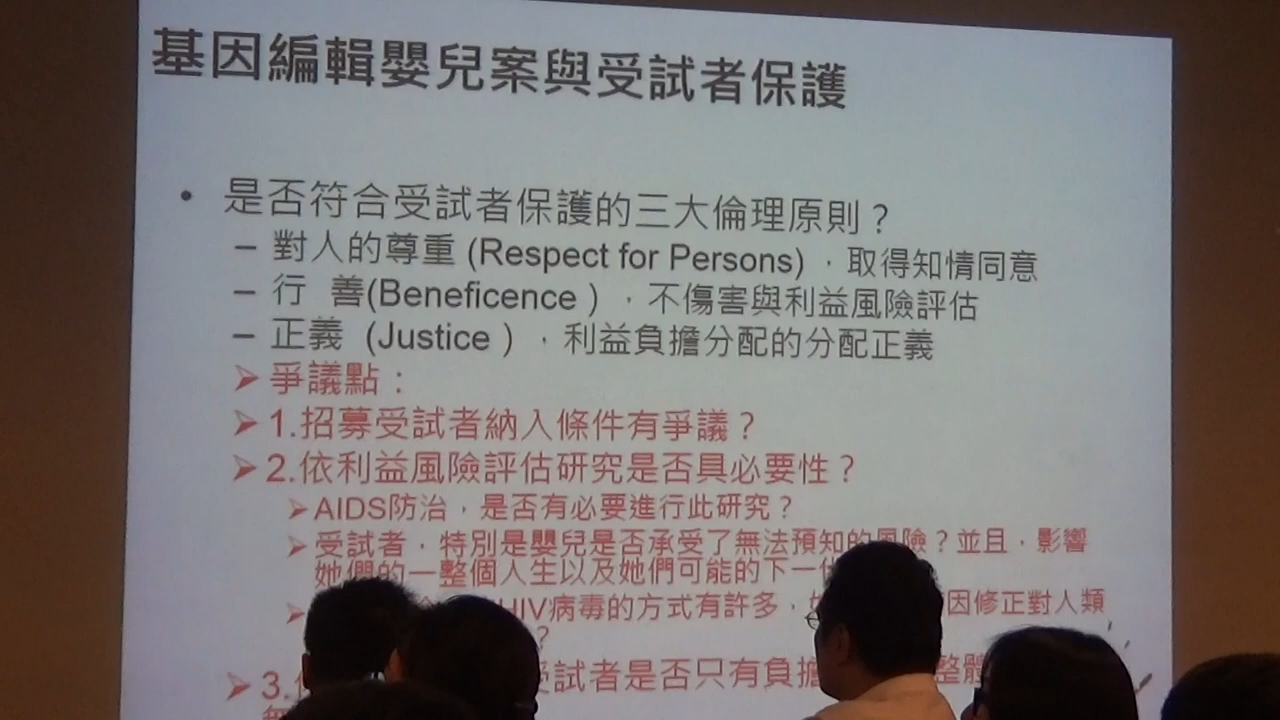 基因編輯嬰兒案與受試者保護
• 是否符合受試者保護的三大倫理原則？
– 對人的尊重 (Respect for Persons)，取得知情同意
– 行 善(Beneficence )，不傷害與利益風險評估
– 正義 (Justice )，利益負擔分配的分配正義
➢ 爭議點：
➢ 1.招募受試者納入條件有爭議？
➢ 2.依利益風險評估研究是否具必要性？
➢ AIDS防治，是否有必要進行此研究？
➢ 受試者，特別是嬰兒是否承受了無法預知的風險？並且，影響
她們的一整個人生以及她們可能的下一
➢ HIV病毒的方式有許多， 因修正對人類
？
➢ 3. 受試者是否只有負擔 整體